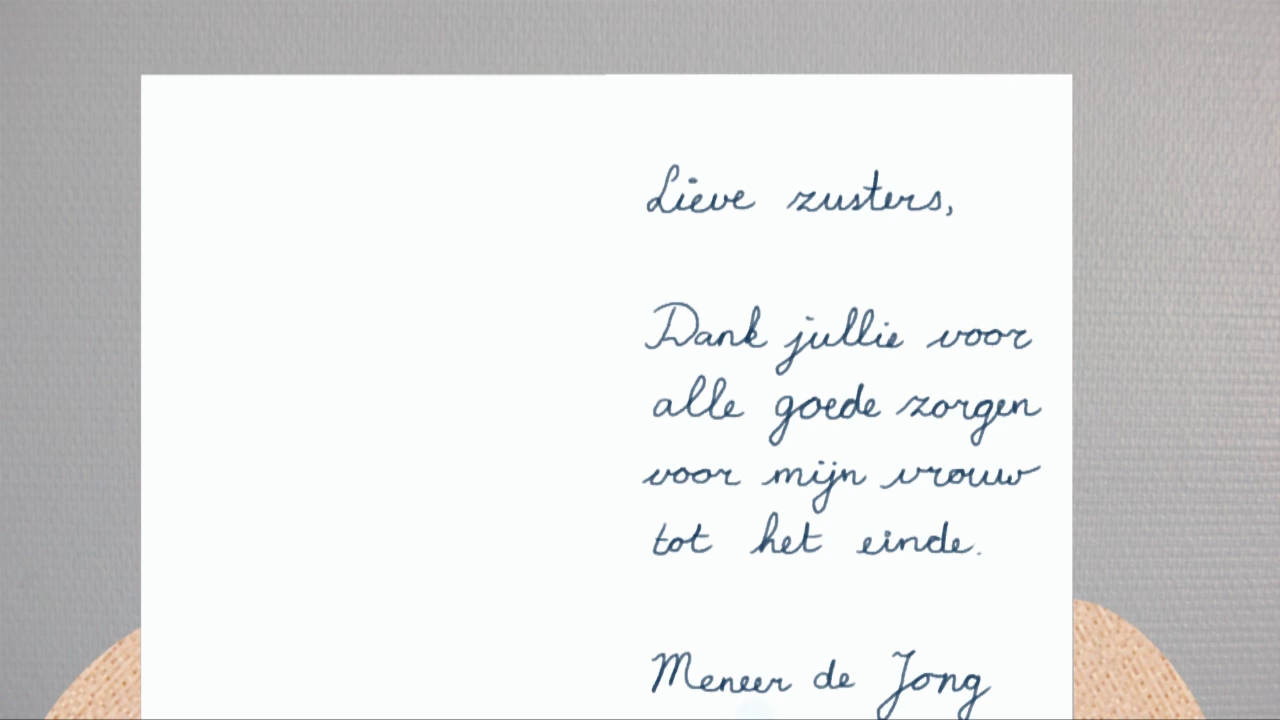 Lieve zusters,
Dank jullie voor
alle goede zorgen
voor mijn vrouw
tot het einde.
Meneer de Jong